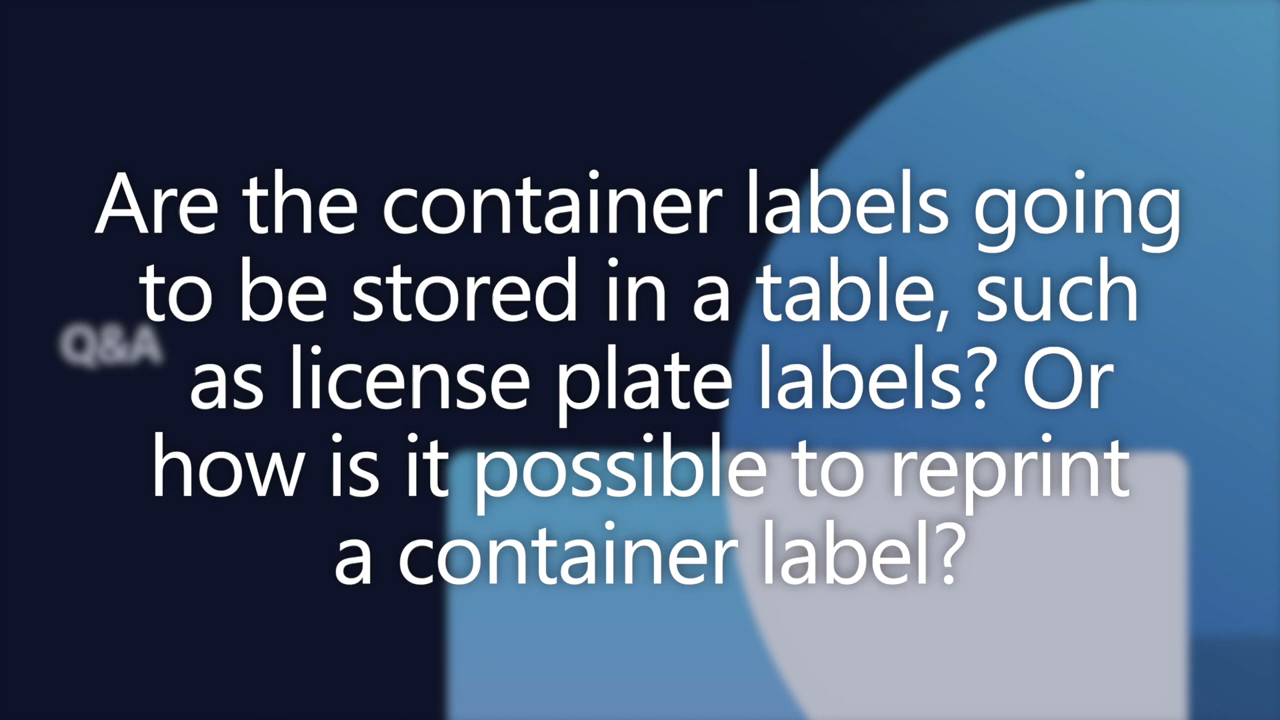 Are the container labels going
to be stored in a table, such
Q&A
as license plate labels? Or
how is it possible to reprint
a container label?